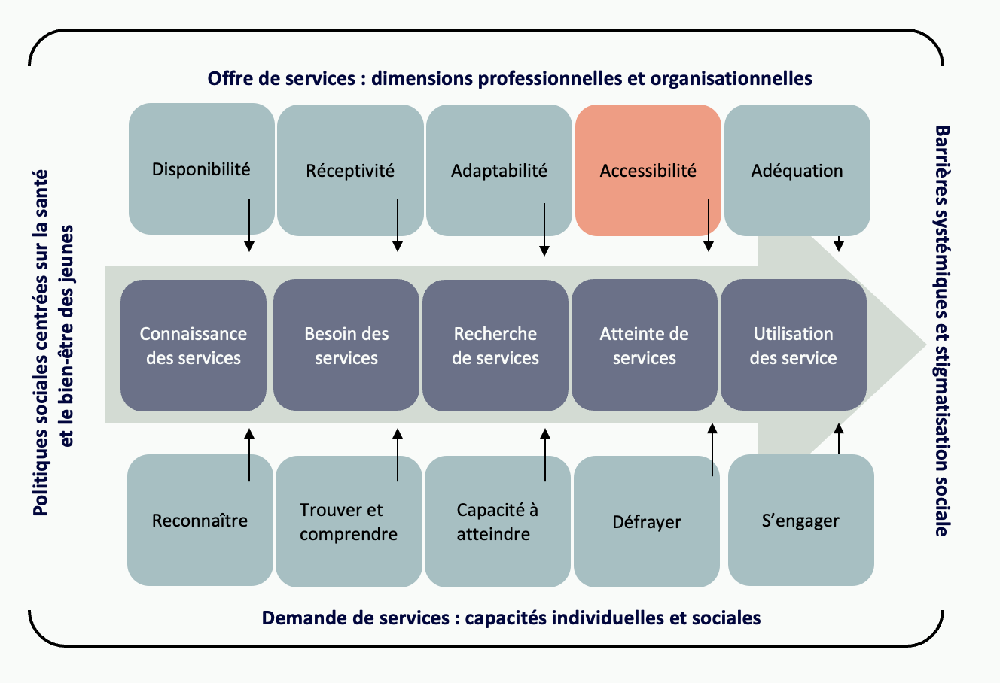 Offre de services : dimensions professionnelles et organisationnelles
Disponibilité
Réceptivité
Adaptabilité
Accessibilité
Adéquation
Politiques sociales centrées sur la santé
et le bien-être des jeunes
Connaissance
des services
Besoin des
services
Recherche
de services
Atteinte de
services
Utilisation
des service
Barrières systémiques et stigmatisation sociale
Reconnaître
Trouver et
comprendre
Capacité à
atteindre
Défrayer
S’engager
Demande de services : capacités individuelles et sociales